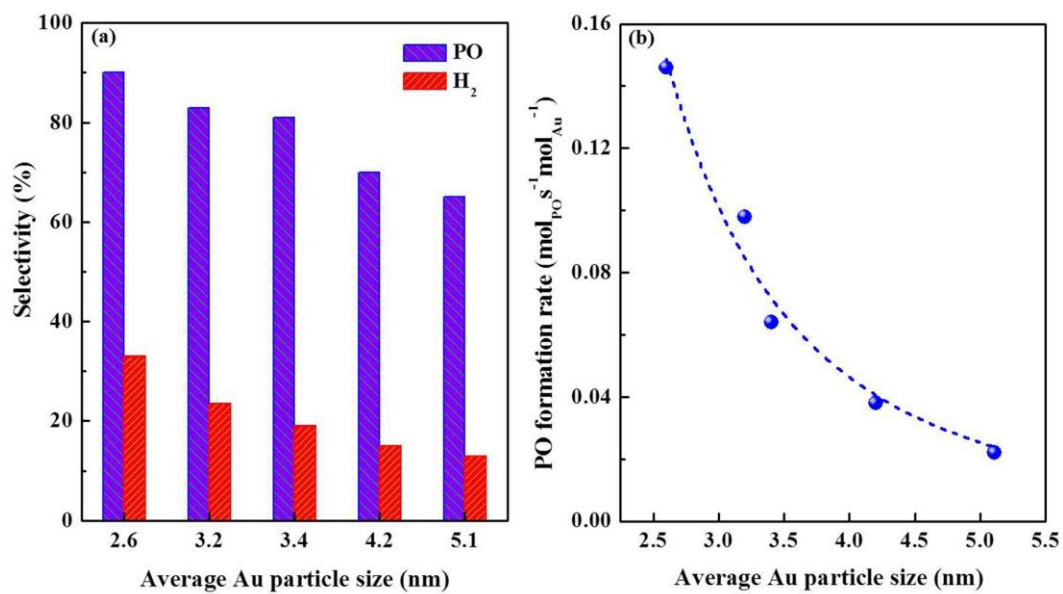 (a)
PO
H2
100
80
60
40
20
0
Selectivity (%)
2.6 3.2 3.4 4.2 5.1
Average Au particle size (nm)
(b)
0.16
0.12
0.08
0.04
0.00
PO formation rate (molPOs-1molAu-1)
2.5 3.0 3.5 4.0 4.5 5.0 5.5
Average Au particle size (nm)